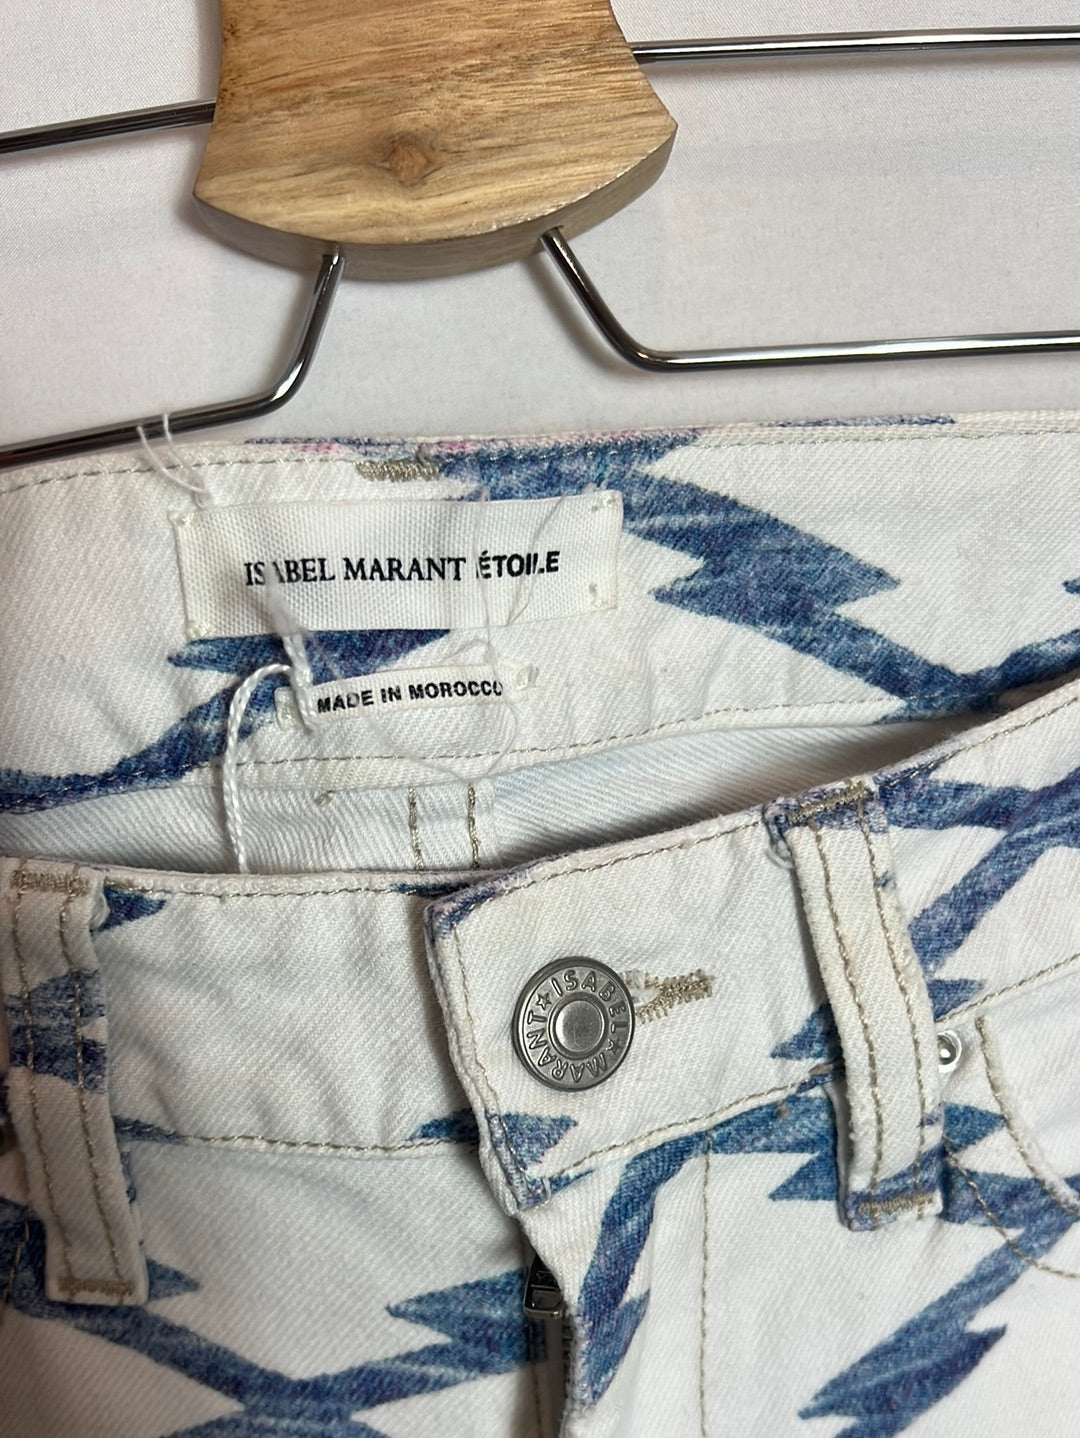 ISABEL MARANT ÉTOILE
MADE IN MOROCCO
ISABEL★MARANT★